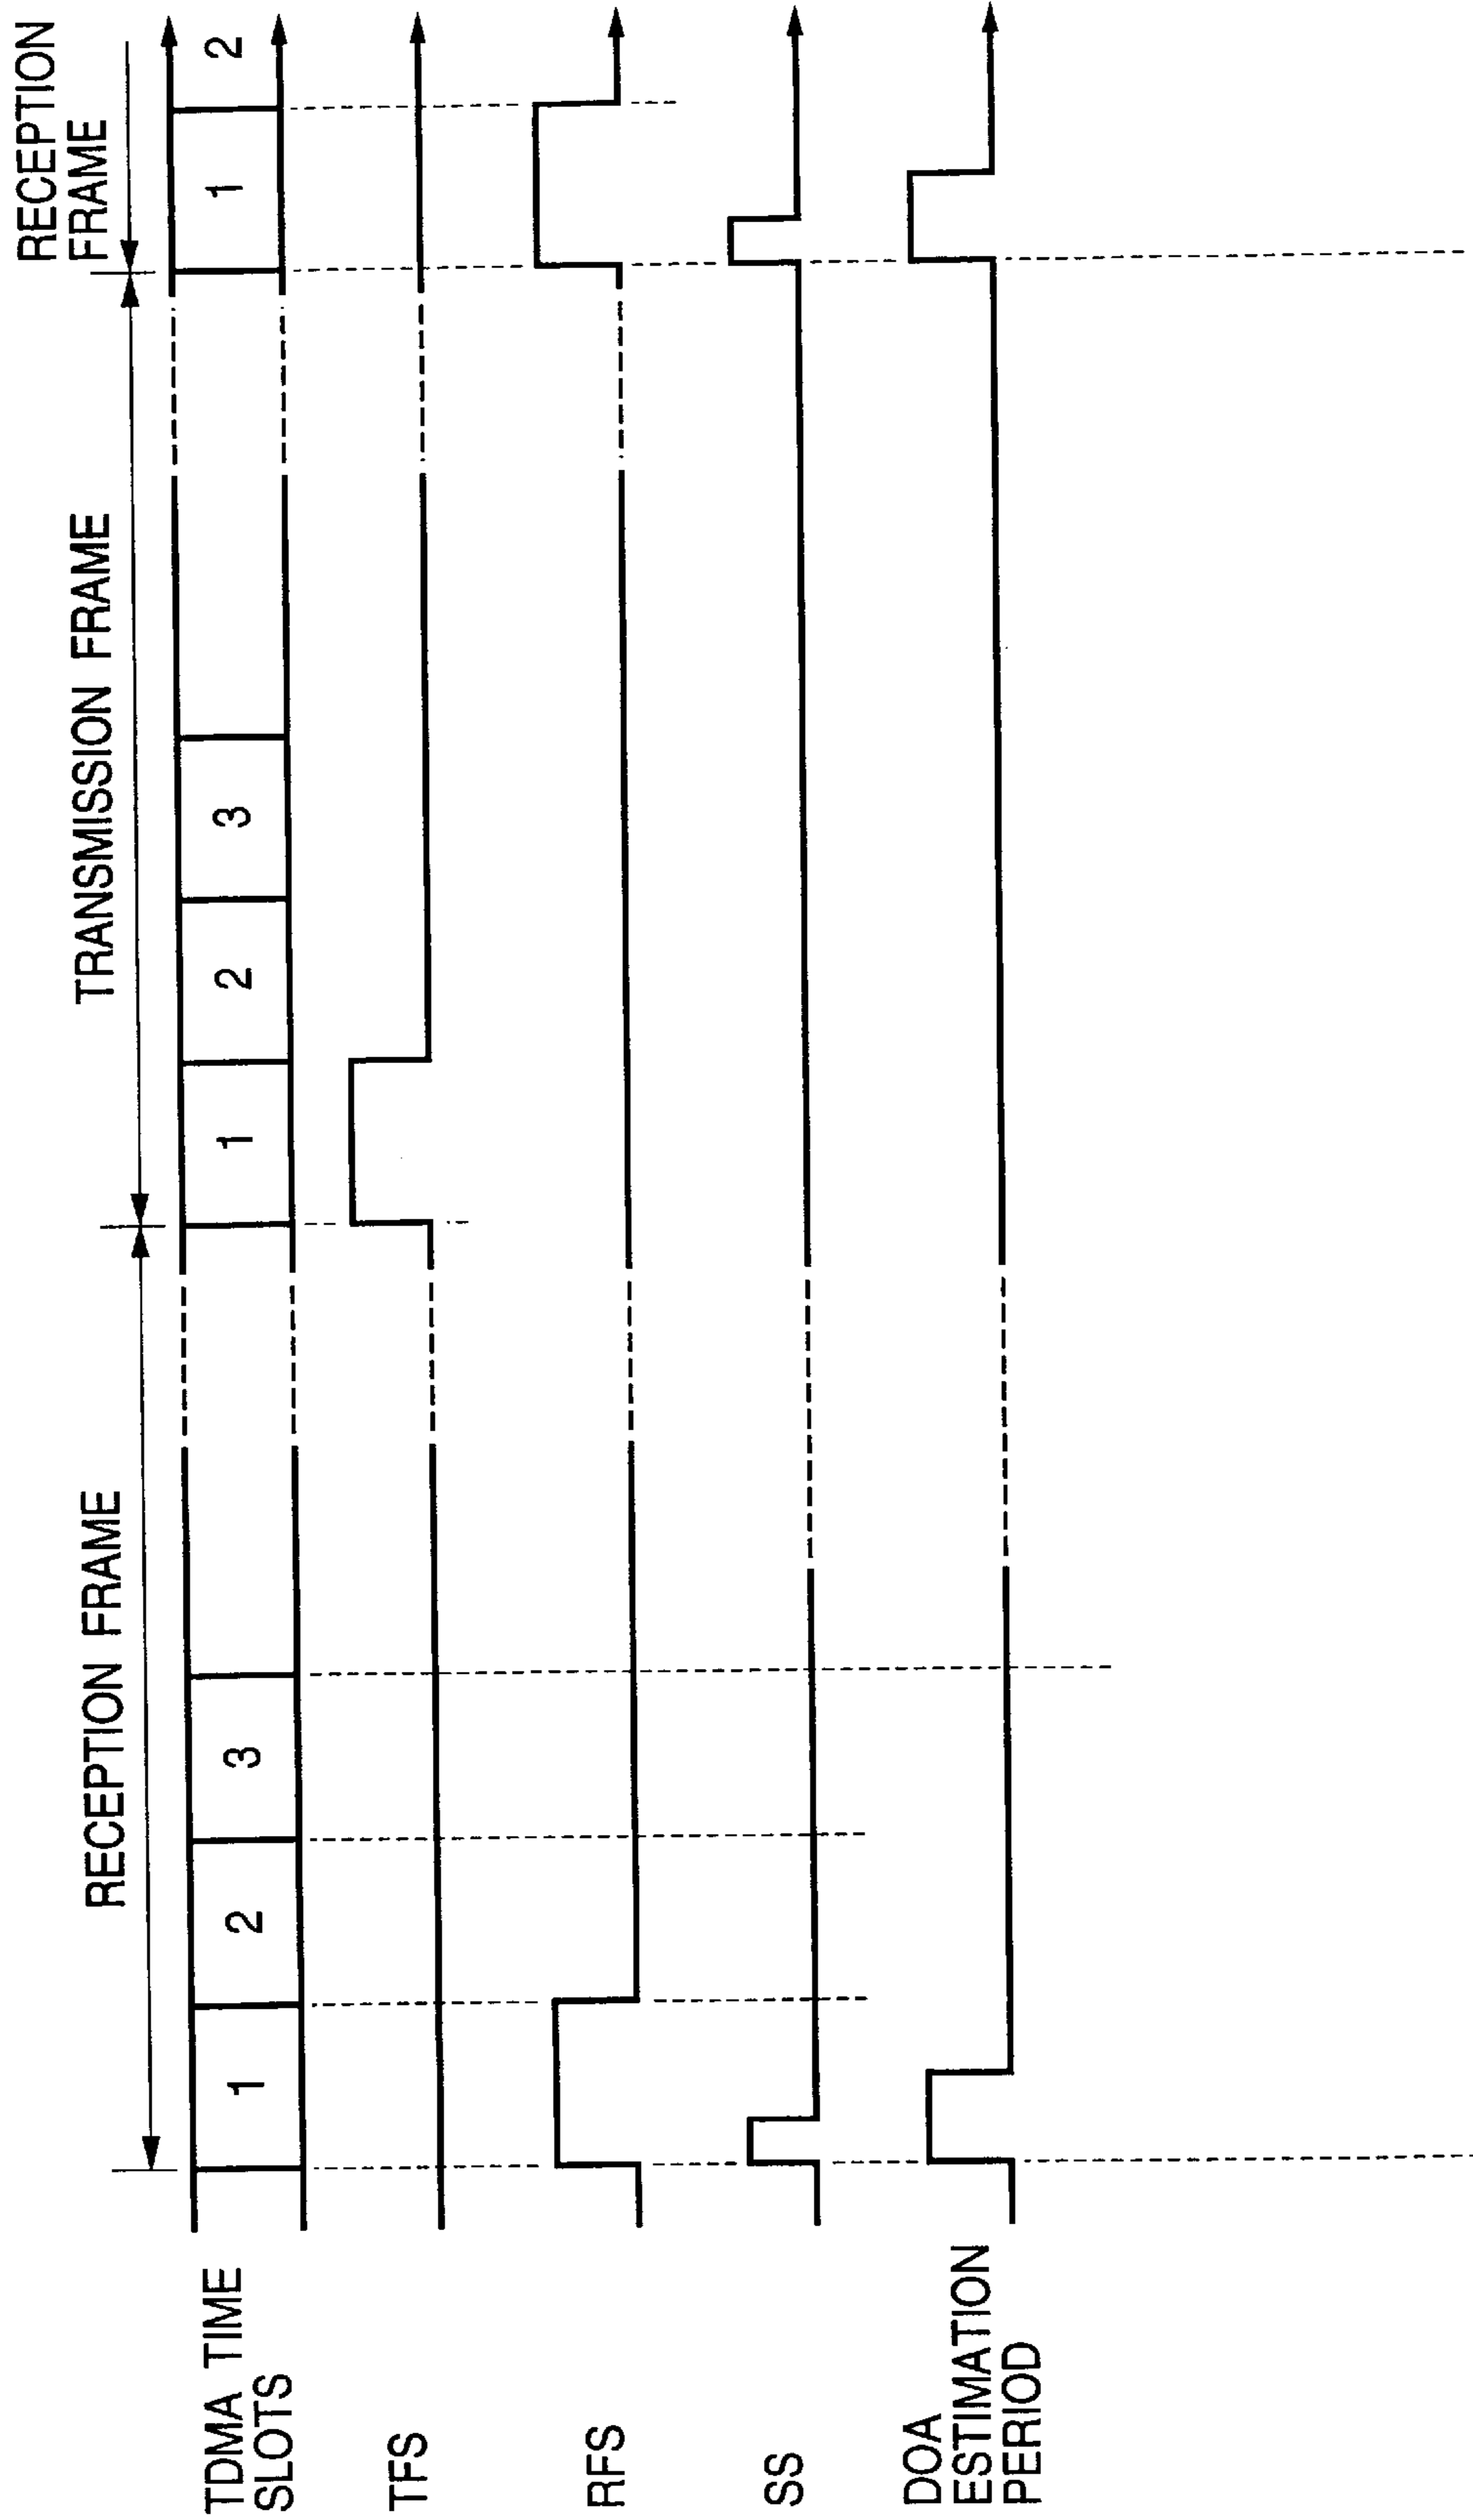 RECEPTION FRAME
TRANSMISSION FRAME
RECEPTION
FRAME
TDMA TIME
SLOTS
1
2
3
1
2
3
1
2
TFS
RFS
SS
DOA
ESTIMATION
PERIOD